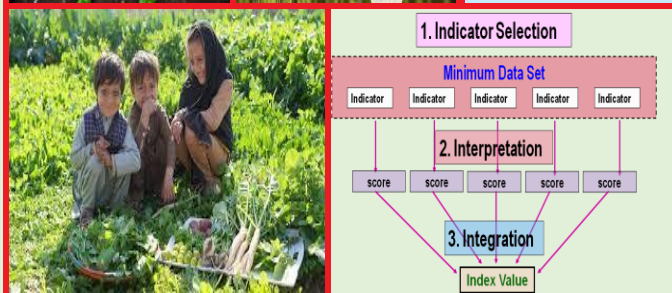 1. Indicator Selection
Minimum Data Set
Indicator Indicator Indicator Indicator Indicator
2. Interpretation
score score score score score
3. Integration
Index Value